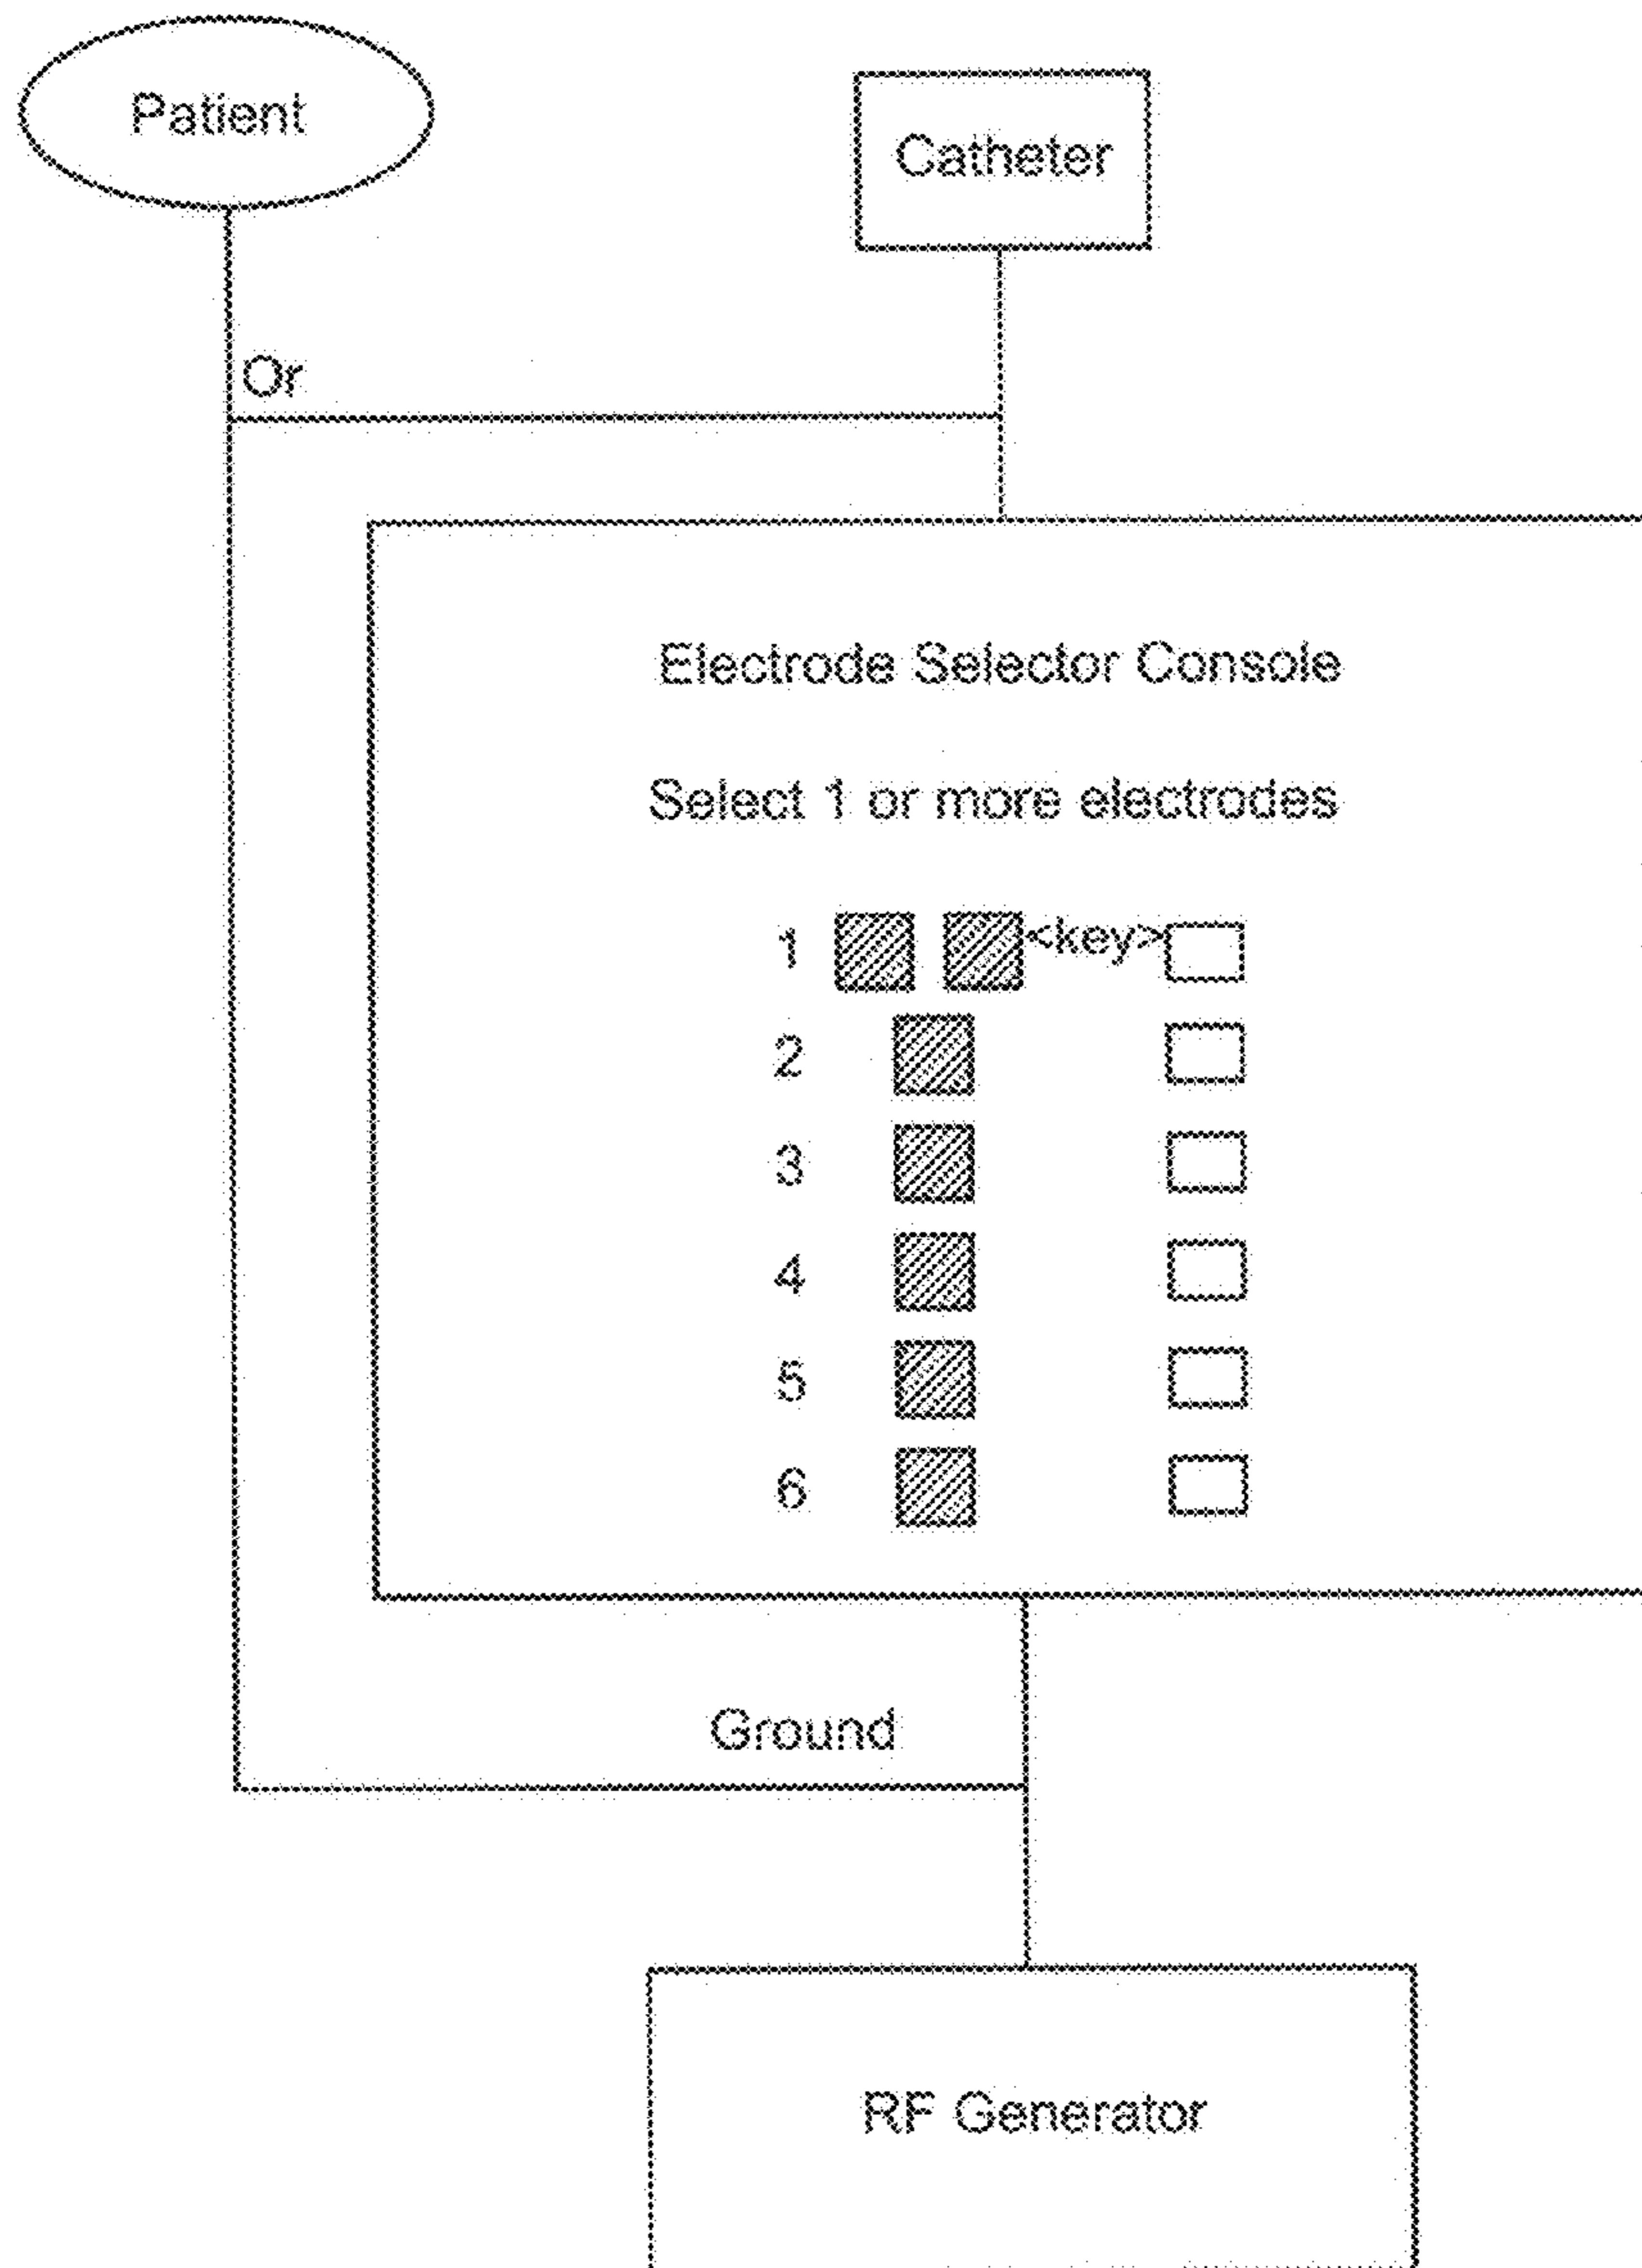 Patient
Catheter
Or
Electrode Selector Console
Select 1 or more electrodes
1 <key>
2
3
4
5
6
Ground
RF Generator